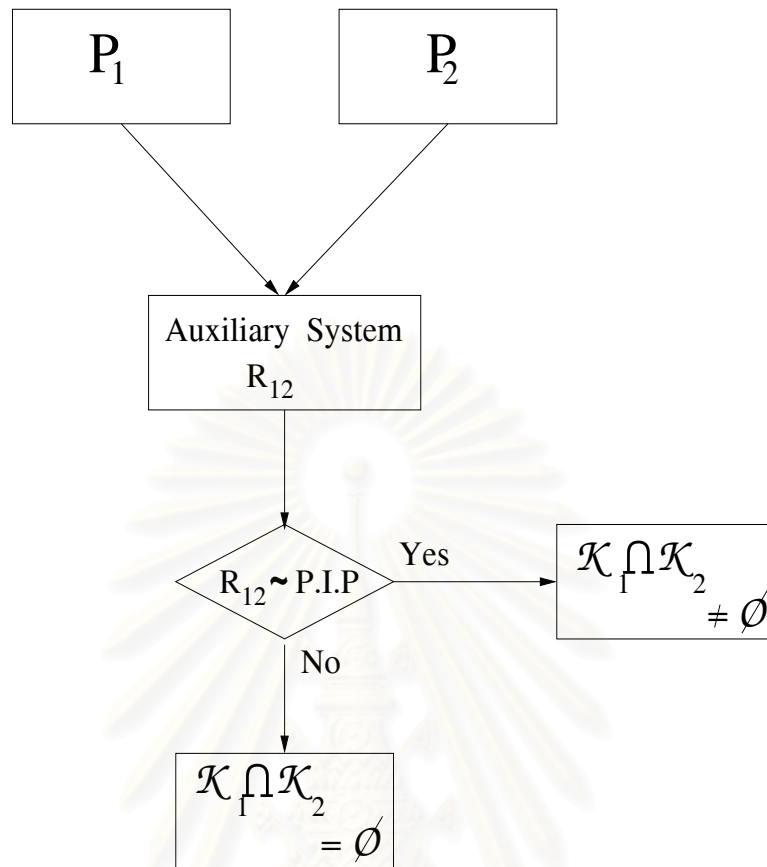 P₁
P₂
Auxiliary System
R₁₂
R₁₂ ~ P.I.P
Yes
𝒦₁ ⋂ 𝒦₂
≠ ∅
No
𝒦₁ ⋂ 𝒦₂
= ∅